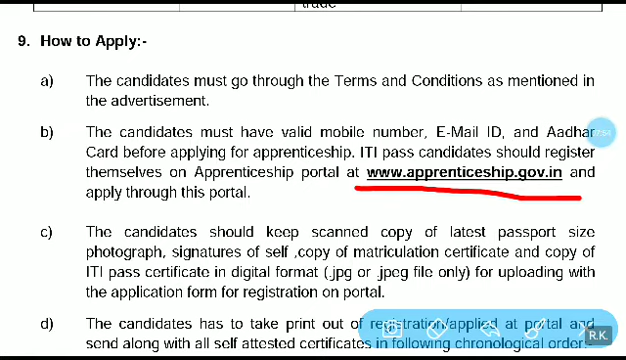 trade
9. How to Apply:-
a) The candidates must go through the Terms and Conditions as mentioned in
the advertisement.
b) The candidates must have valid mobile number, E-Mail ID, and Aadhar
Card before applying for apprenticeship. ITI pass candidates should register
themselves on Apprenticeship portal at www.apprenticeship.gov.in and
apply through this portal.
c) The candidates should keep scanned copy of latest passport size
photograph, signatures of self ,copy of matriculation certificate and copy of
ITI pass certificate in digital format (.jpg or .jpeg file only) for uploading with
the application form for registration on portal.
d) The candidates has to take print out of registration/applied at portal and
R.K.
send along with all self attested certificates in following chronological order:-